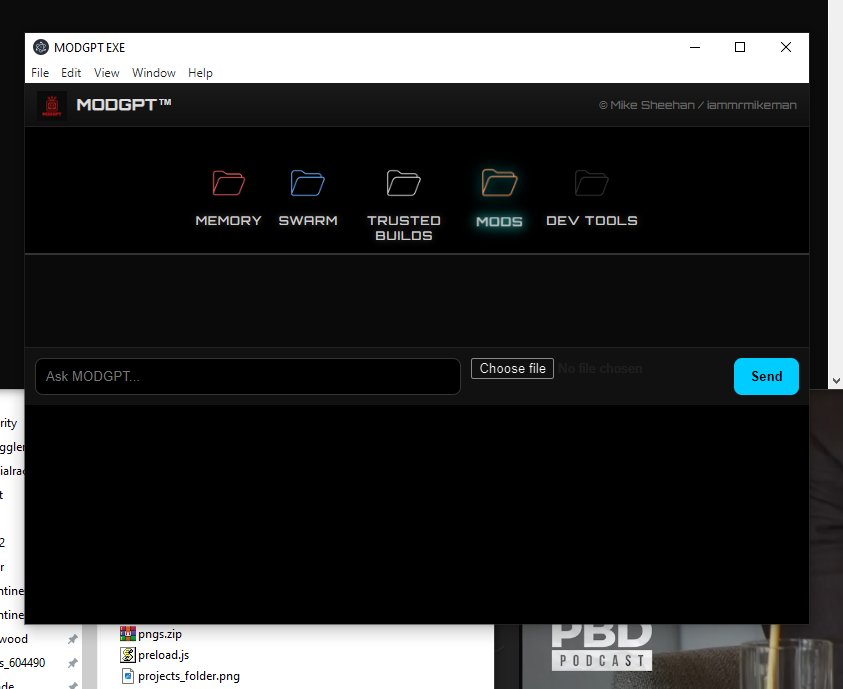 MODGPT EXE
File Edit View Window Help
MODGPT™
© Mike Sheehan / iammrmikeman
MEMORY
SWARM
TRUSTED
BUILDS
MODS
DEV TOOLS
Ask MODGPT...
Choose file No file chosen
Send
rity
ggler
ialrac
t
2
r
ntine
ntine
wood
s_604490
de
pngs.zip
preload.js
projects_folder.png
PBD
PODCAST